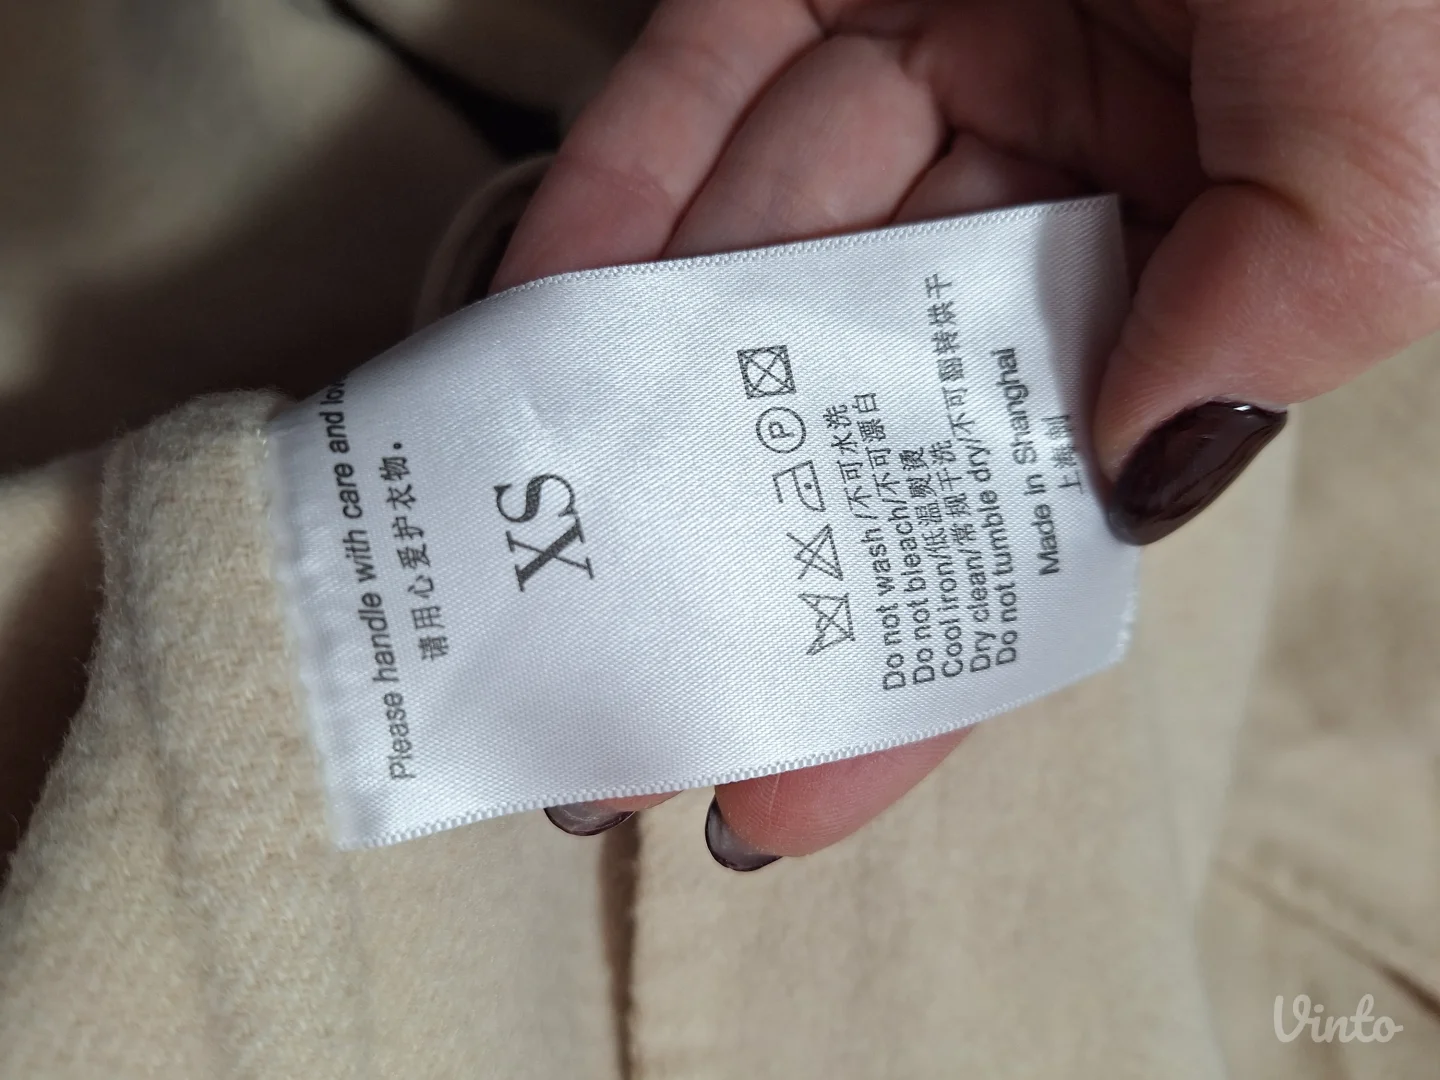 Please handle with care and
请用心爱护衣物。
XS
P
Do not wash/不可水洗
Do not bleach/不可漂白
Cool iron/低温熨烫
Dry clean/常规干洗
Do not tumble dry/不可翻转烘干
Made In Shanghai
上海制
Vinto